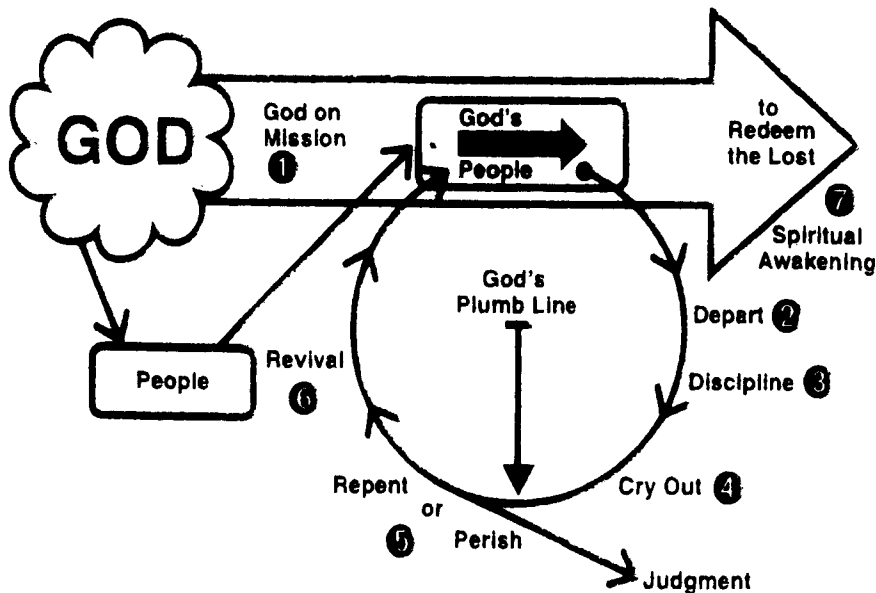 GOD
God on
Mission
1
God's
People
to
Redeem
the Lost
7
Spiritual
Awakening
God's
Plumb Line
Depart 2
People
Revival
6
Discipline 3
Repent
or
5
Perish
Cry Out 4
Judgment